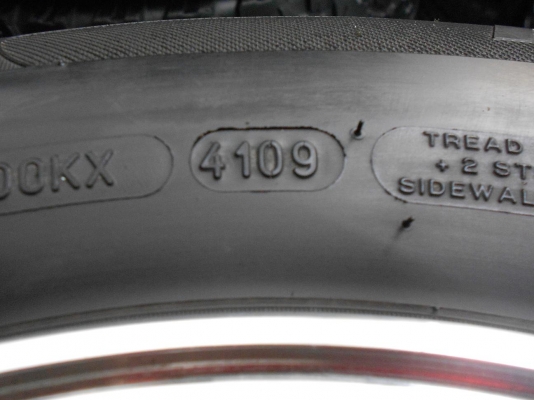 00KX
4109
TREAD
+ 2 ST
SIDEWAL